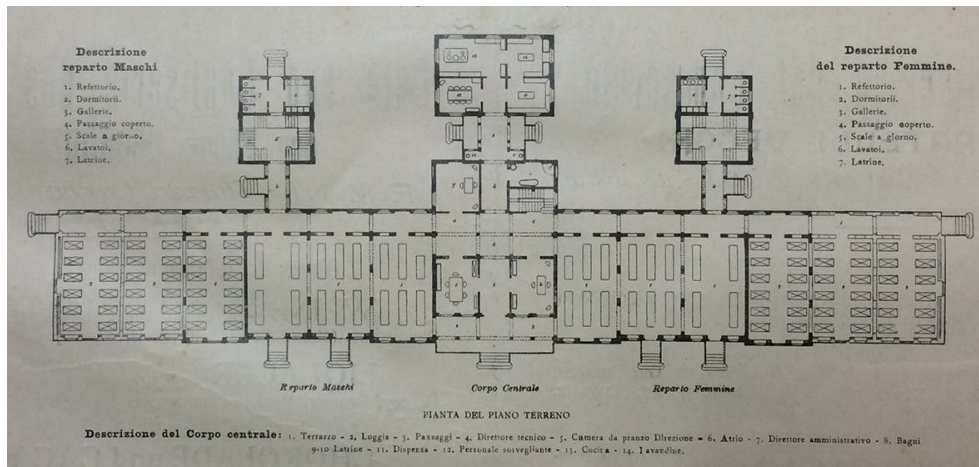 Descrizione
reparto Maschi
1. Refettorio.
2. Dormitorii.
3. Gallerie.
4. Passaggio coperto.
5. Scale a giorno.
6. Lavatoi.
7. Latrine.
Descrizione
del reparto Femmine.
1. Refettorio.
2. Dormitorii.
3. Gallerie.
4. Passaggio coperto.
5. Scale a giorno.
6. Lavatoi.
7. Latrine.
Reparto Maschi
Corpo Centrale
Reparto Femmine
PIANTA DEL PIANO TERRENO
Descrizione del Corpo centrale: 1. Terrazzo - 2. Loggia - 3. Passaggi - 4. Direttore tecnico - 5. Camera da pranzo Direzione - 6. Atrio - 7. Direttore amministrativo - 8. Bagni
9-10 Latrine - 11. Dispensa - 12. Personale sorvegliante - 13. Cucina - 14. Lavandine.